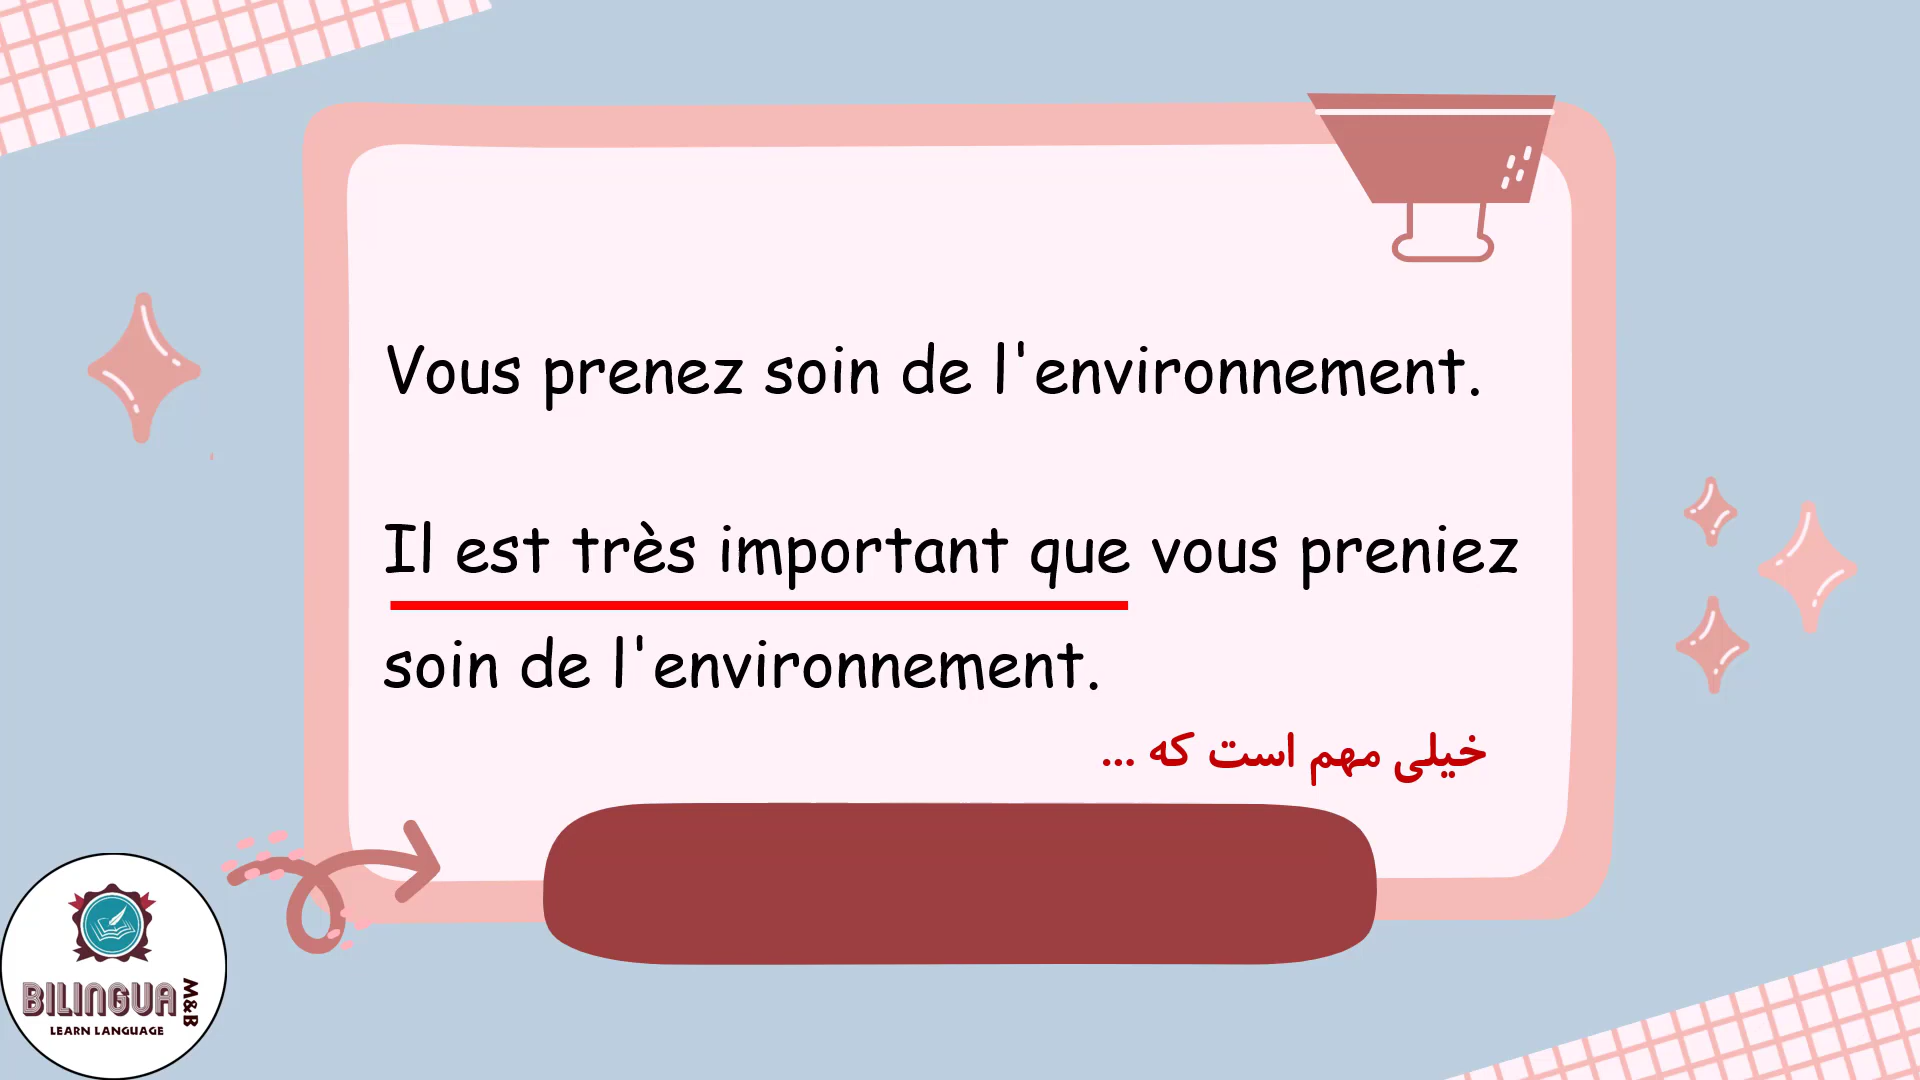 Vous prenez soin de l'environnement.
Il est très important que vous preniez
soin de l'environnement.
خیلی مهم است که ...
BILINGUA M&B
LEARN LANGUAGE